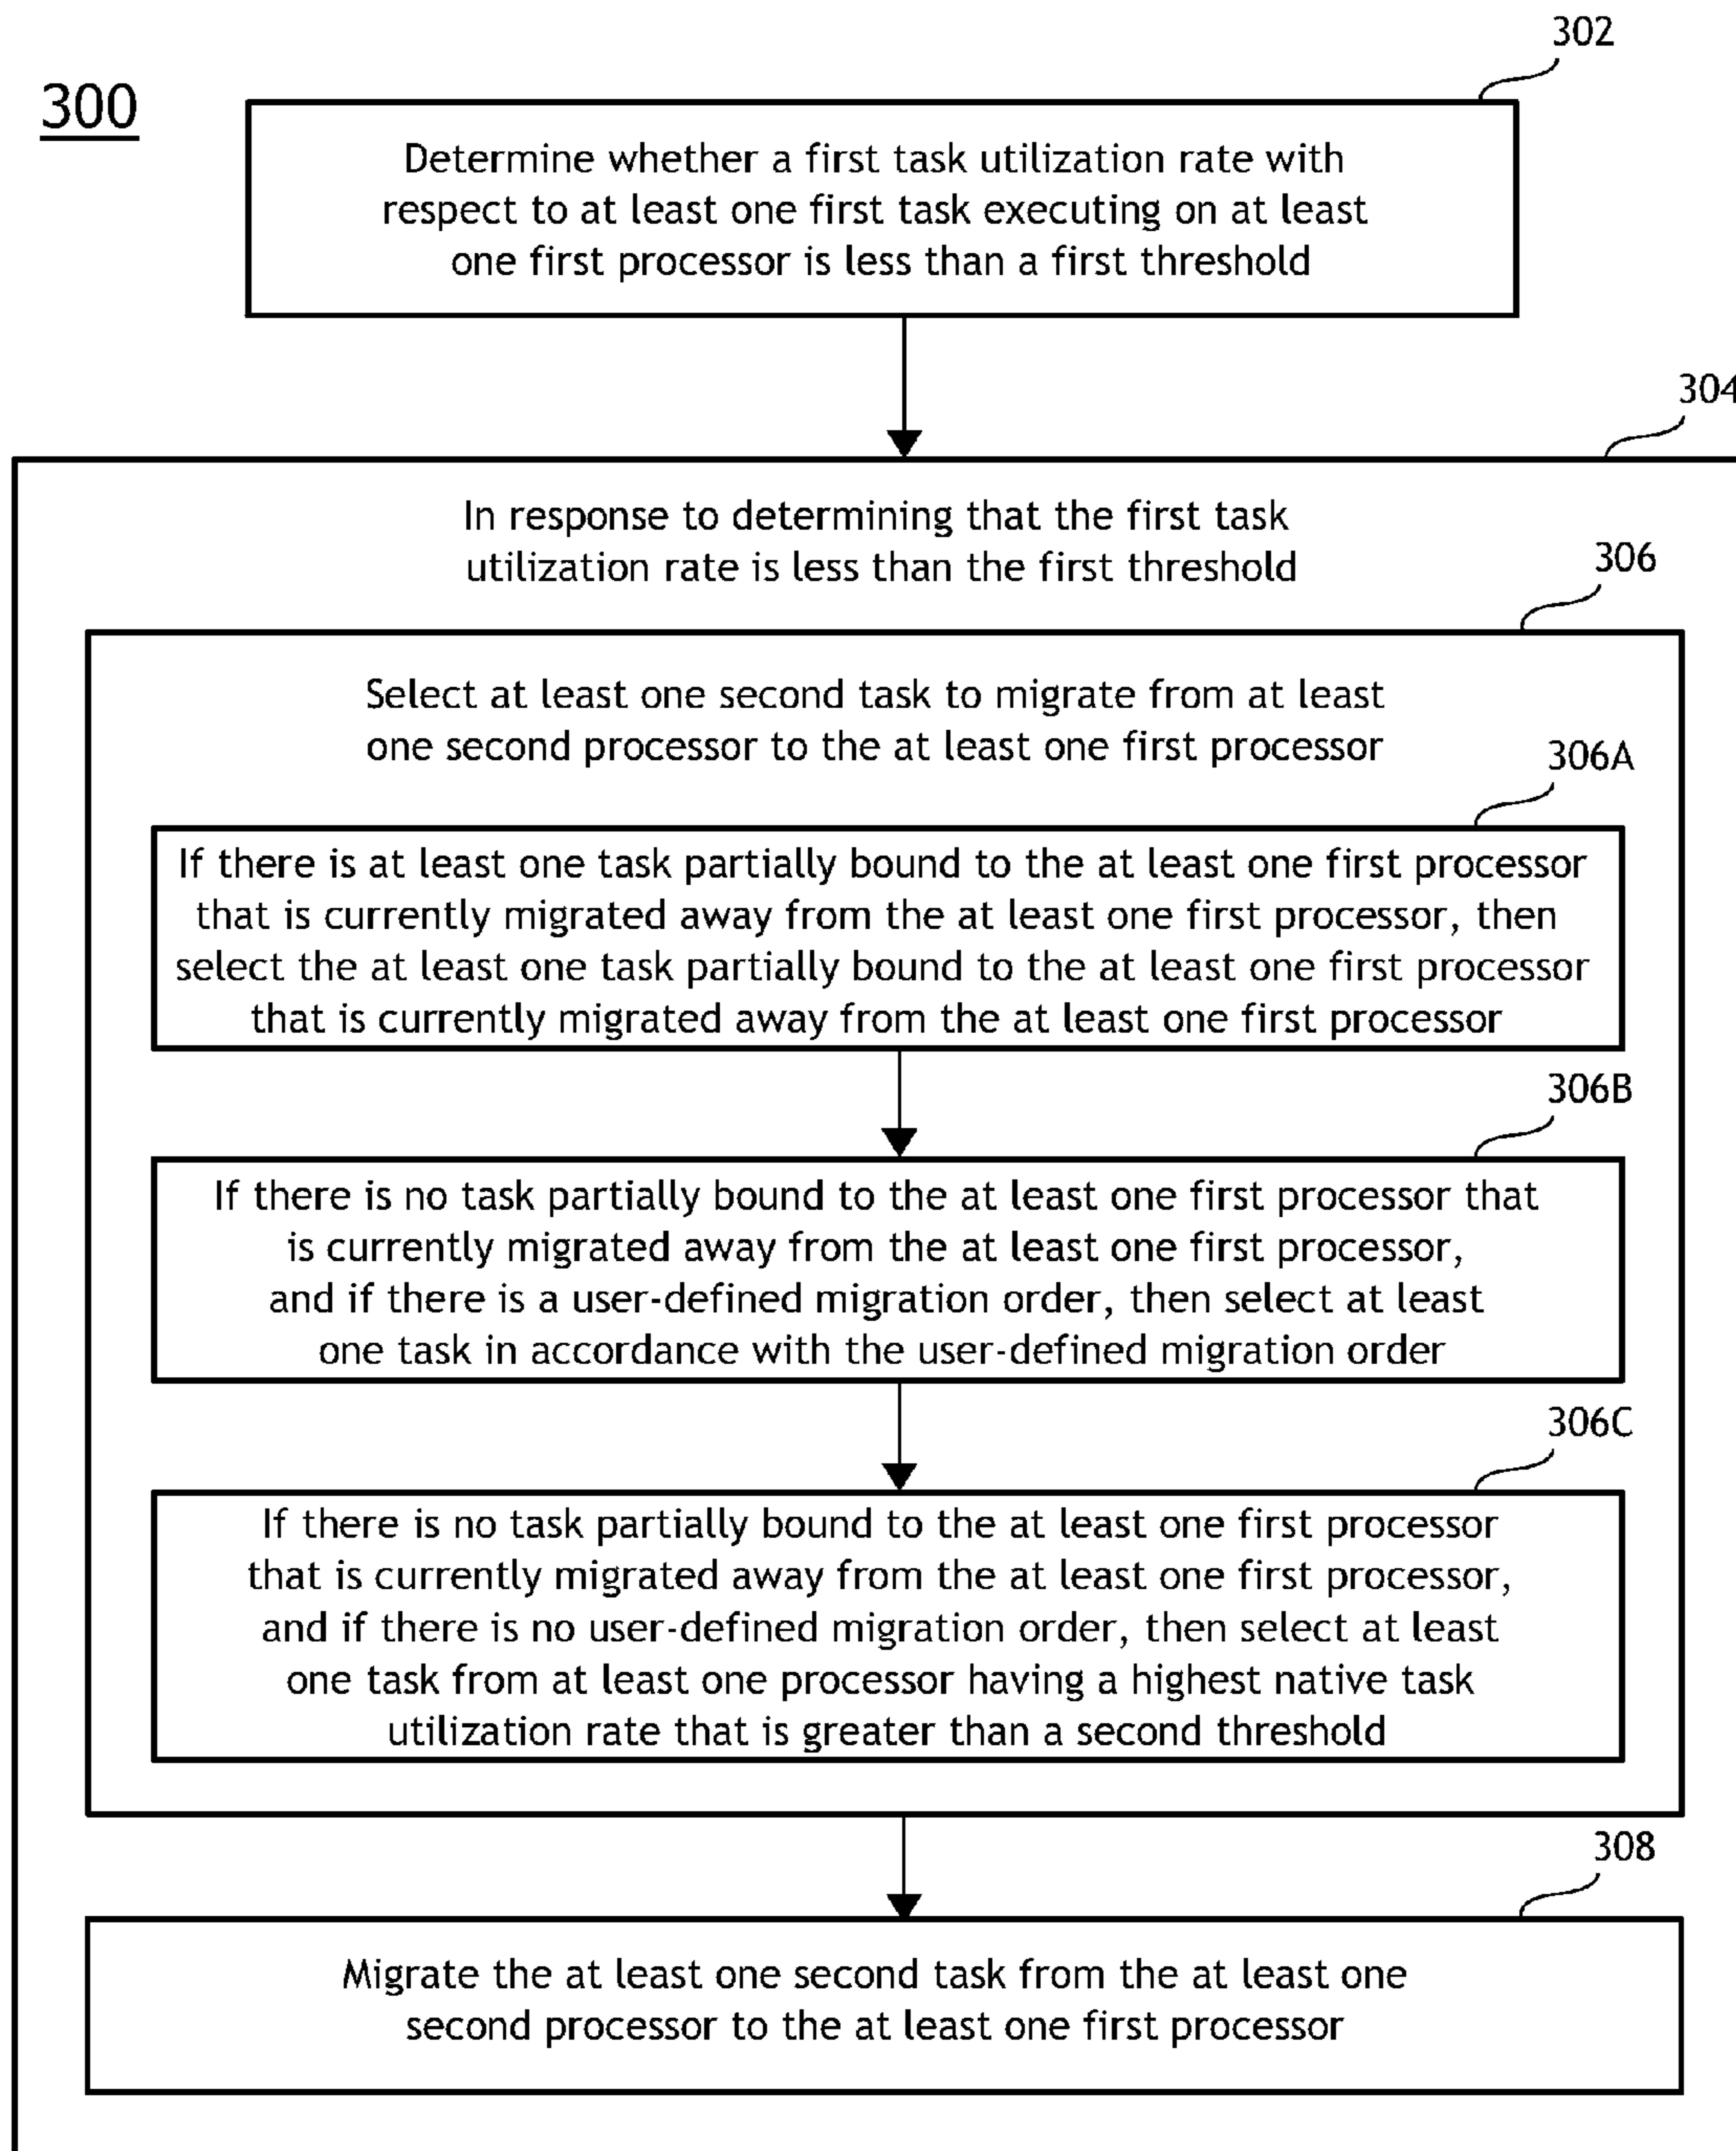 302
300
Determine whether a first task utilization rate with
respect to at least one first task executing on at least
one first processor is less than a first threshold
304
In response to determining that the first task
utilization rate is less than the first threshold
306
Select at least one second task to migrate from at least
one second processor to the at least one first processor
306A
If there is at least one task partially bound to the at least one first processor
that is currently migrated away from the at least one first processor, then
select the at least one task partially bound to the at least one first processor
that is currently migrated away from the at least one first processor
306B
If there is no task partially bound to the at least one first processor that
is currently migrated away from the at least one first processor,
and if there is a user-defined migration order, then select at least
one task in accordance with the user-defined migration order
306C
If there is no task partially bound to the at least one first processor
that is currently migrated away from the at least one first processor,
and if there is no user-defined migration order, then select at least
one task from at least one processor having a highest native task
utilization rate that is greater than a second threshold
308
Migrate the at least one second task from the at least one
second processor to the at least one first processor